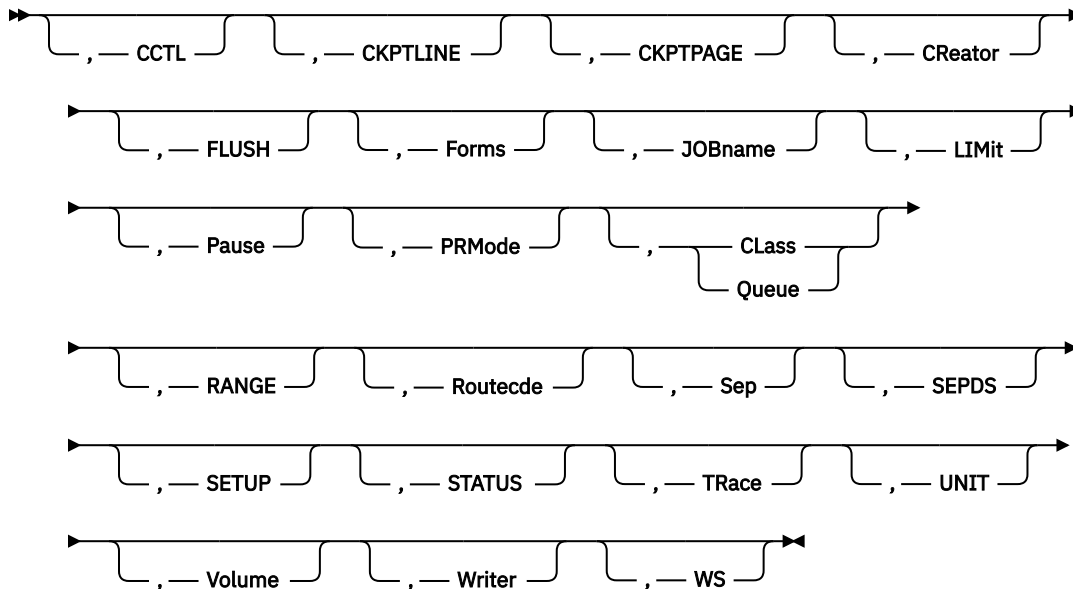 , CCTL , CKPTLINE , CKPTPAGE , CReator
, FLUSH , Forms , JOBname , LIMit
, Pause , PRMode , CLass
Queue
, RANGE , Routecde , Sep , SEPDS
, SETUP , STATUS , TRace , UNIT
, Volume , Writer , WS